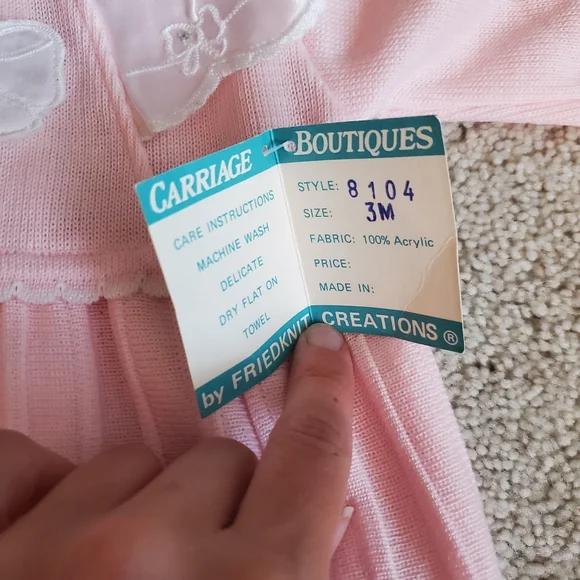 CARRIAGE BOUTIQUES
CARE INSTRUCTIONS
MACHINE WASH
DELICATE
DRY FLAT ON
TOWEL
STYLE: 8104
SIZE: 3M
FABRIC: 100% Acrylic
PRICE:
MADE IN:
by FRIEDKNIT CREATIONS®